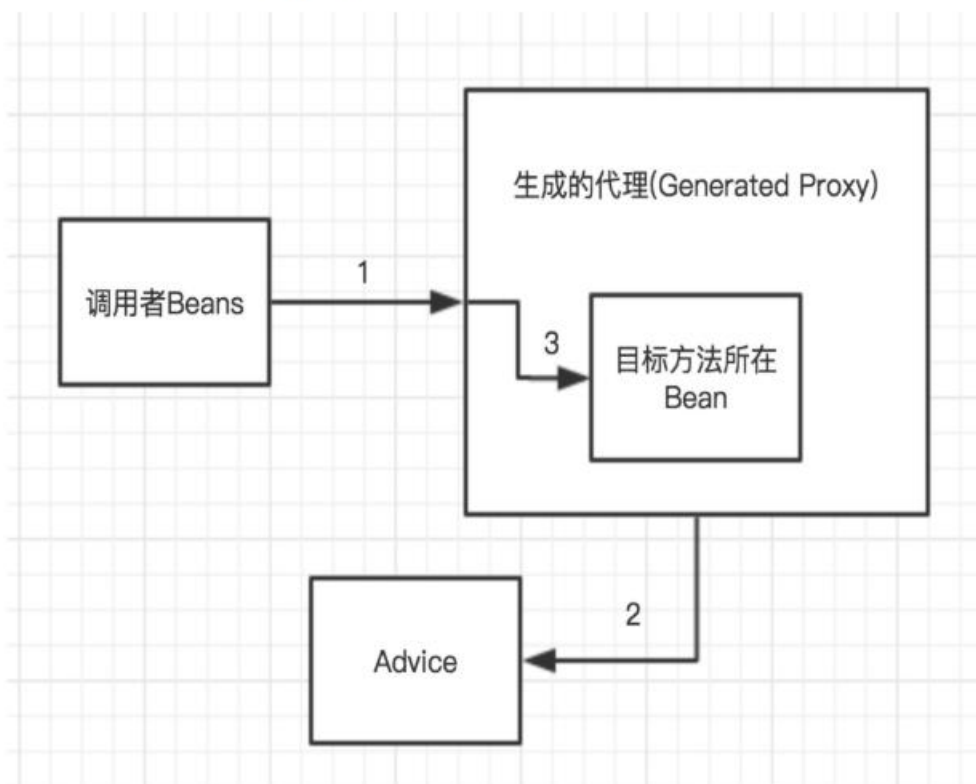 生成的代理(Generated Proxy)
1
调用者Beans
3
目标方法所在
Bean
2
Advice